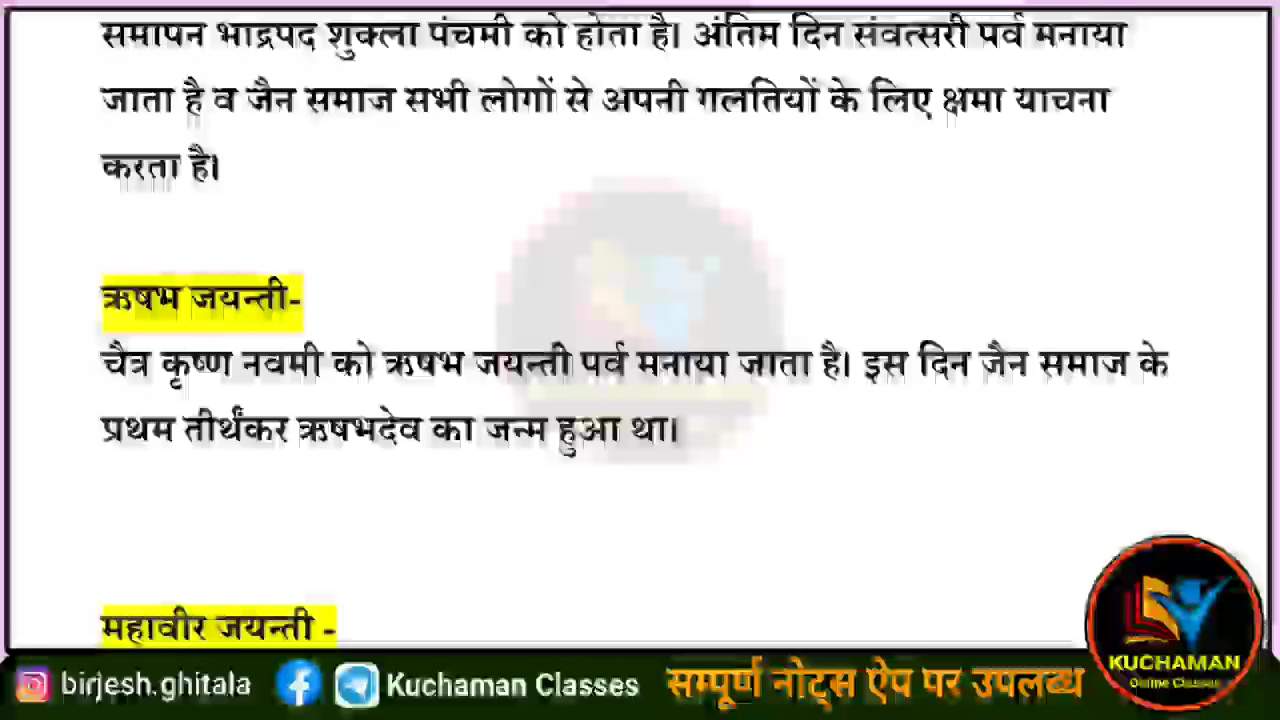 समापन भाद्रपद शुक्ला पंचमी को होता है। अंतिम दिन संवत्सरी पर्व मनाया
जाता है व जैन समाज सभी लोगों से अपनी गलतियों के लिए क्षमा याचना
करता है।
ऋषभ जयन्ती-
चैत्र कृष्ण नवमी को ऋषभ जयन्ती पर्व मनाया जाता है। इस दिन जैन समाज के
प्रथम तीर्थंकर ऋषभदेव का जन्म हुआ था।
महावीर जयन्ती -
birjesh.ghitala
Kuchaman Classes
सम्पूर्ण नोट्स ऐप पर उपलब्ध
KUCHAMAN
Online Classes